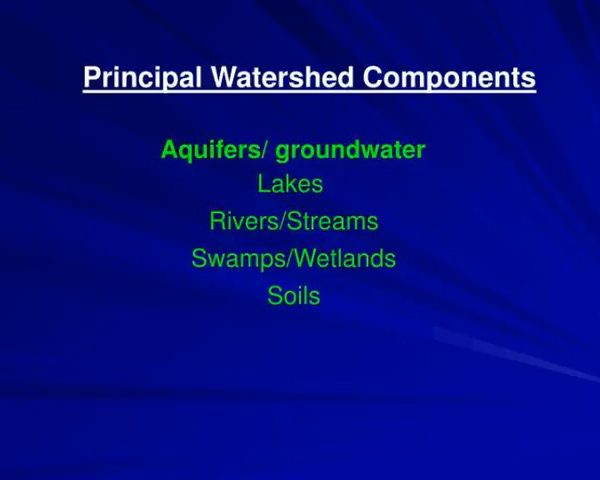 Principal Watershed Components
Aquifers/ groundwater
Lakes
Rivers/Streams
Swamps/Wetlands
Soils